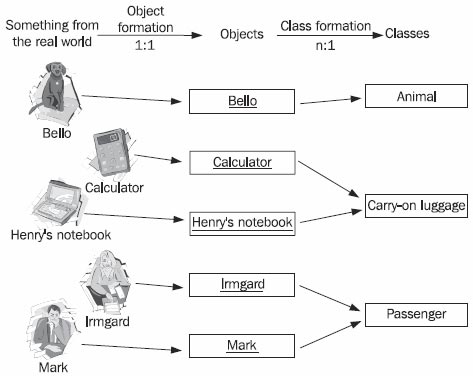 Something from
the real world
Object
formation
1:1
Objects
Class formation
n:1
Classes
Bello
Bello
Animal
Calculator
Calculator
Henry's notebook
Henry's notebook
Carry-on luggage
Irmgard
Irmgard
Passenger
Mark
Mark